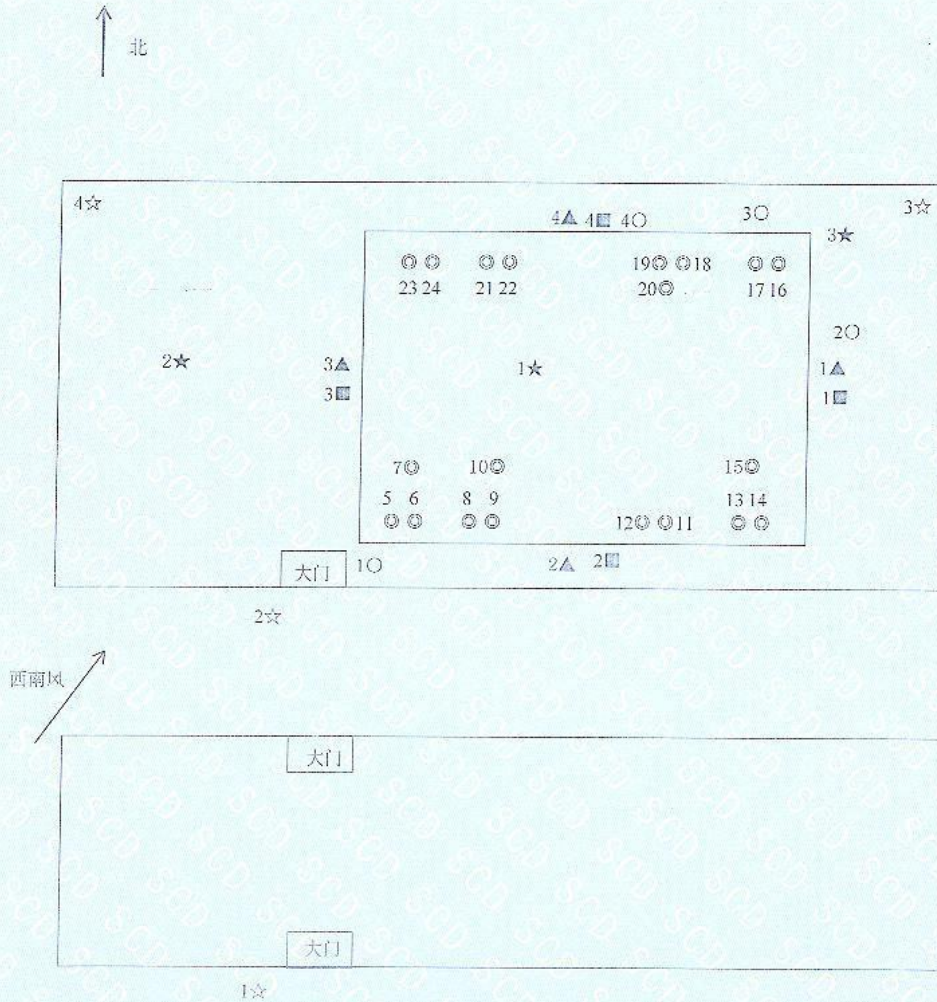 北
4☆ 3☆
4▲ 4■ 4○ 3○
3★
◎ ◎ ◎ ◎ 19◎ ◎18 ◎ ◎
23 24 21 22 20◎ 17 16
2○
2★ 3▲ 1★ 1▲
3■ 1■
7◎ 10◎ 15◎
5 6 8 9 13 14
◎ ◎ ◎ ◎ 12◎ ◎11 ◎ ◎
大门 1○ 2▲ 2■
2☆
西南风
大门
大门
1☆